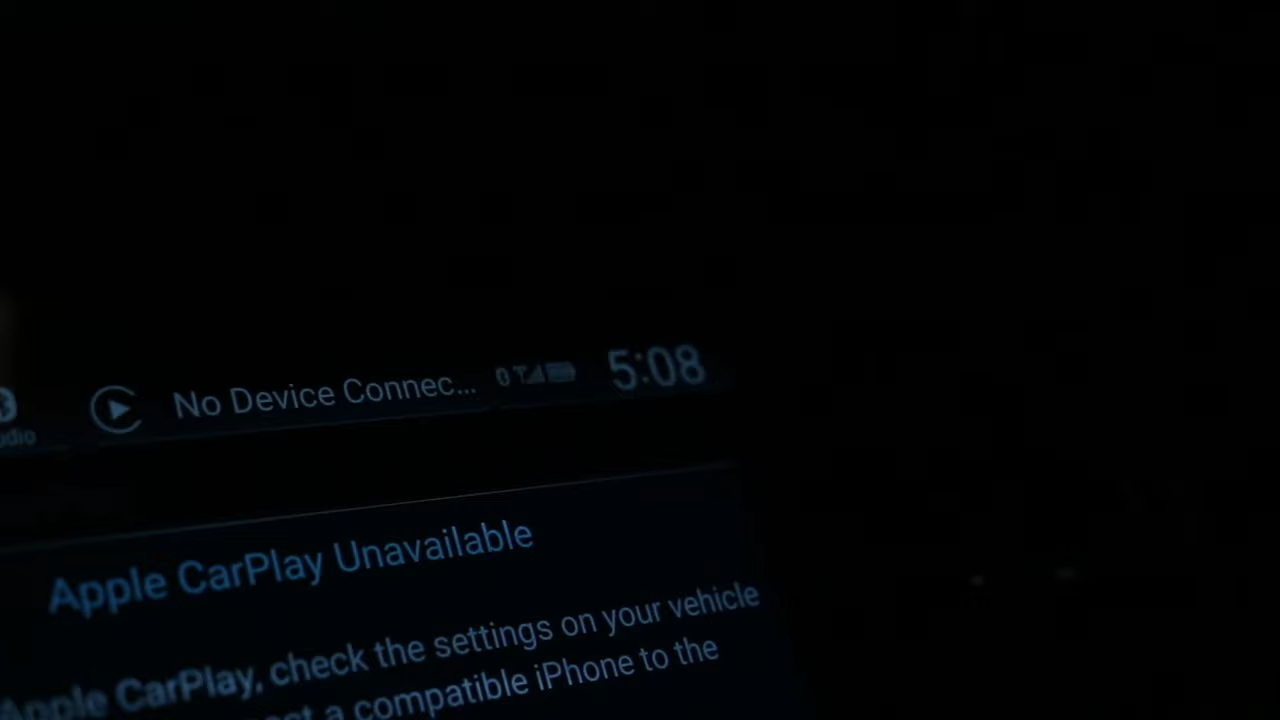 No Device Connec... 5:08
udio
Apple CarPlay Unavailable
Apple CarPlay, check the settings on your vehicle
a compatible iPhone to the